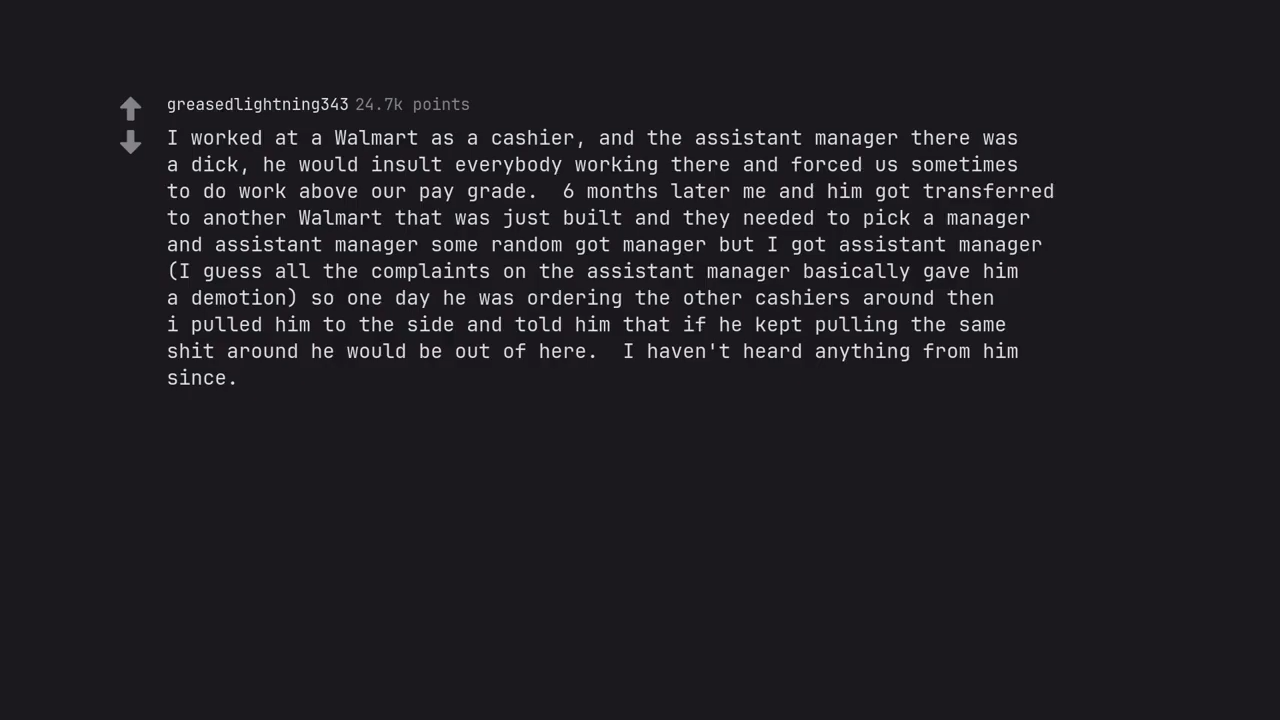 greasedlightning343 24.7k points
I worked at a Walmart as a cashier, and the assistant manager there was
a dick, he would insult everybody working there and forced us sometimes
to do work above our pay grade.  6 months later me and him got transferred
to another Walmart that was just built and they needed to pick a manager
and assistant manager some random got manager but I got assistant manager
(I guess all the complaints on the assistant manager basically gave him
a demotion) so one day he was ordering the other cashiers around then
i pulled him to the side and told him that if he kept pulling the same
shit around he would be out of here.  I haven't heard anything from him
since.